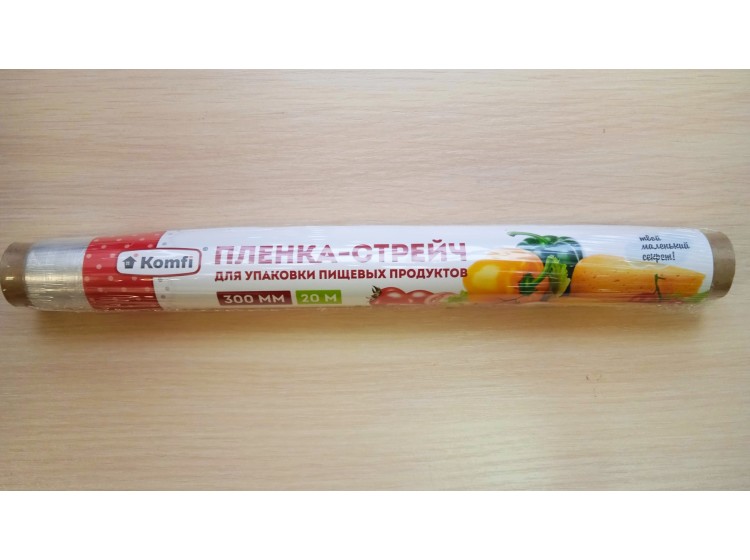 Komfi
ПЛЕНКА-СТРЕЙЧ
ДЛЯ УПАКОВКИ ПИЩЕВЫХ ПРОДУКТОВ
300 ММ 20 М
твой
маленький
секрет!